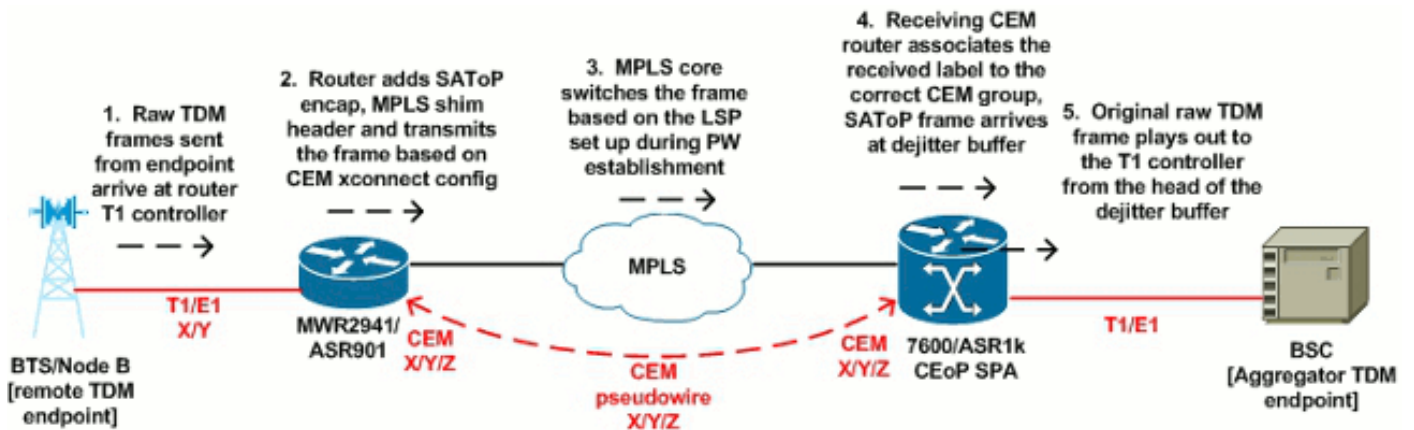 1. Raw TDM
frames sent
from endpoint
arrive at router
T1 controller
2. Router adds SAToP
encap, MPLS shim
header and transmits
the frame based on
CEM xconnect config
3. MPLS core
switches the frame
based on the LSP
set up during PW
establishment
4. Receiving CEM
router associates the
received label to the
correct CEM group,
SAToP frame arrives
at dejitter buffer
5. Original raw TDM
frame plays out to
the T1 controller
from the head of the
dejitter buffer
BTS/Node B
[remote TDM
endpoint]
T1/E1
X/Y
MWR2941/
ASR901
CEM
X/Y/Z
MPLS
CEM
pseudowire
X/Y/Z
CEM
X/Y/Z
7600/ASR1k
CEoP SPA
T1/E1
BSC
[Aggregator TDM
endpoint]